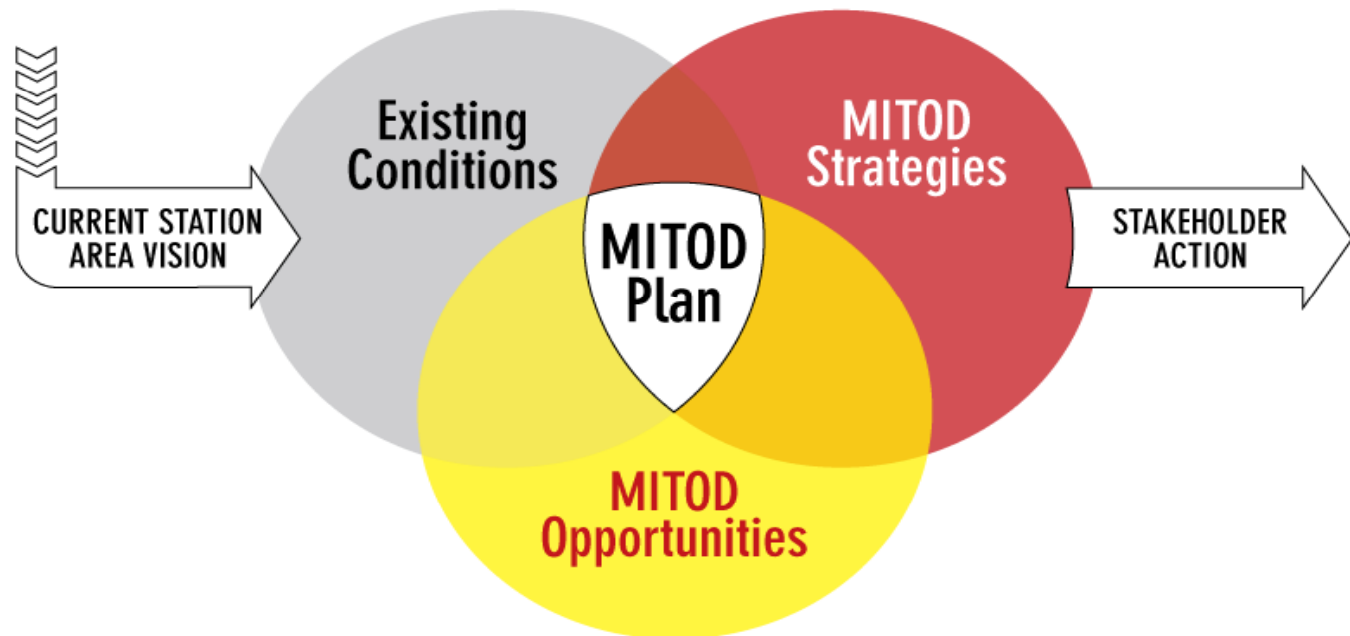 Existing
Conditions
MITOD
Strategies
CURRENT STATION
AREA VISION
MITOD
Plan
STAKEHOLDER
ACTION
MITOD
Opportunities